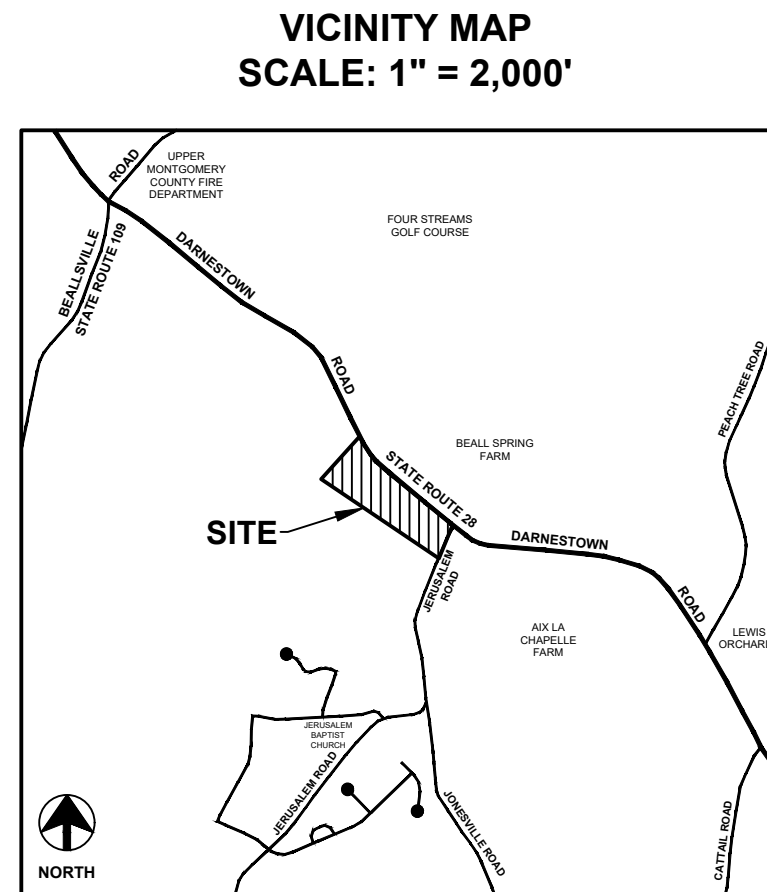 VICINITY MAP
SCALE: 1" = 2,000'
ROAD
UPPER
MONTGOMERY
COUNTY FIRE
DEPARTMENT
FOUR STREAMS
GOLF COURSE
BEALLSVILLE
STATE ROUTE 109
DARNESTOWN
ROAD
PEACH TREE ROAD
BEALL SPRING
FARM
STATE ROUTE 28
SITE
DARNESTOWN
JERUSALEM
ROAD
ROAD
AIX LA
CHAPELLE
FARM
LEWIS
ORCHARD
JERUSALEM
BAPTIST
CHURCH
JERUSALEM ROAD
JONESVILLE ROAD
CATTAIL ROAD
NORTH